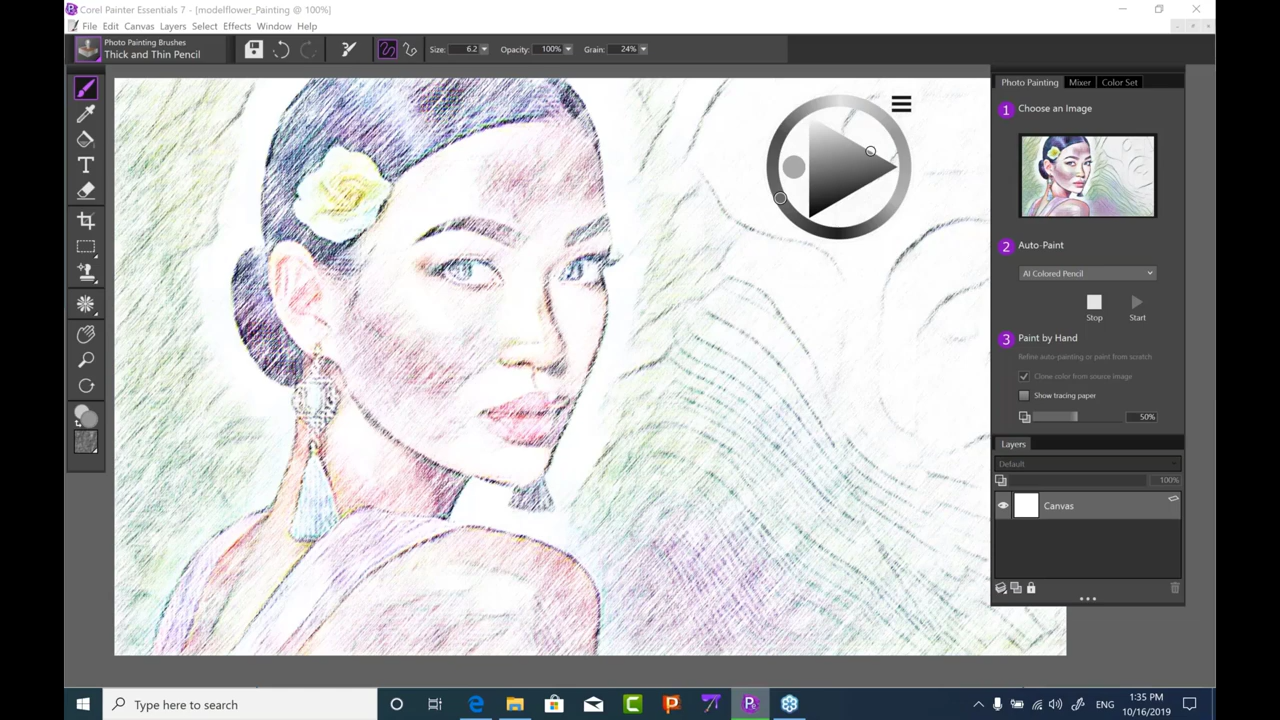 Corel Painter Essentials 7 - [modelflower_Painting @ 100%]
File Edit Canvas Layers Select Effects Window Help
Photo Painting Brushes
Thick and Thin Pencil
Size: 6.2 Opacity: 100% Grain: 24%
Photo Painting Mixer Color Set
1 Choose an Image
2 Auto-Paint
AI Colored Pencil
Stop Start
3 Paint by Hand
Refine auto-painting or paint from scratch
Clone color from source image
Show tracing paper
50%
Layers
Default
100%
Canvas
Type here to search
ENG
1:35 PM
10/16/2019